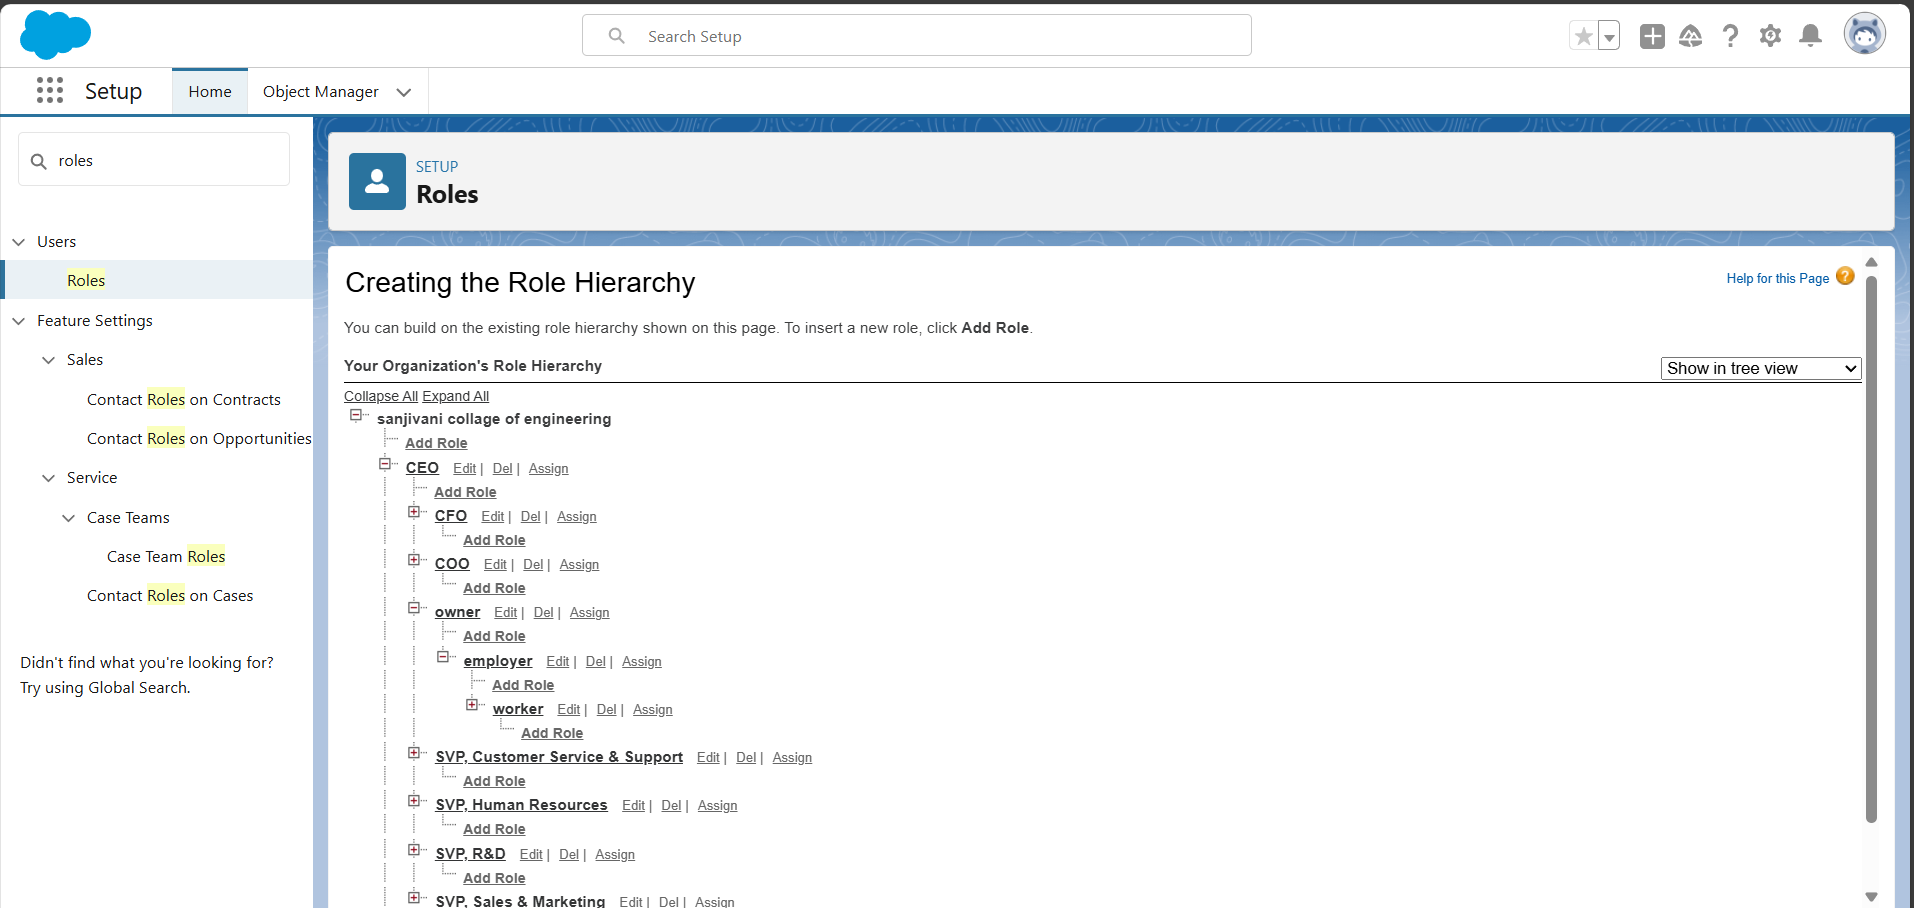 Search Setup
Setup
Home
Object Manager
roles
Users
Roles
Feature Settings
Sales
Contact Roles on Contracts
Contact Roles on Opportunities
Service
Case Teams
Case Team Roles
Contact Roles on Cases
Didn't find what you're looking for?
Try using Global Search.
SETUP
Roles
Creating the Role Hierarchy
Help for this Page ?
You can build on the existing role hierarchy shown on this page. To insert a new role, click Add Role.
Your Organization's Role Hierarchy
Show in tree view
Collapse All Expand All
sanjivani collage of engineering
Add Role
CEO Edit | Del | Assign
Add Role
CFO Edit | Del | Assign
Add Role
COO Edit | Del | Assign
Add Role
owner Edit | Del | Assign
Add Role
employer Edit | Del | Assign
Add Role
worker Edit | Del | Assign
Add Role
SVP, Customer Service & Support Edit | Del | Assign
Add Role
SVP, Human Resources Edit | Del | Assign
Add Role
SVP, R&D Edit | Del | Assign
Add Role
SVP, Sales & Marketing Edit | Del | Assign